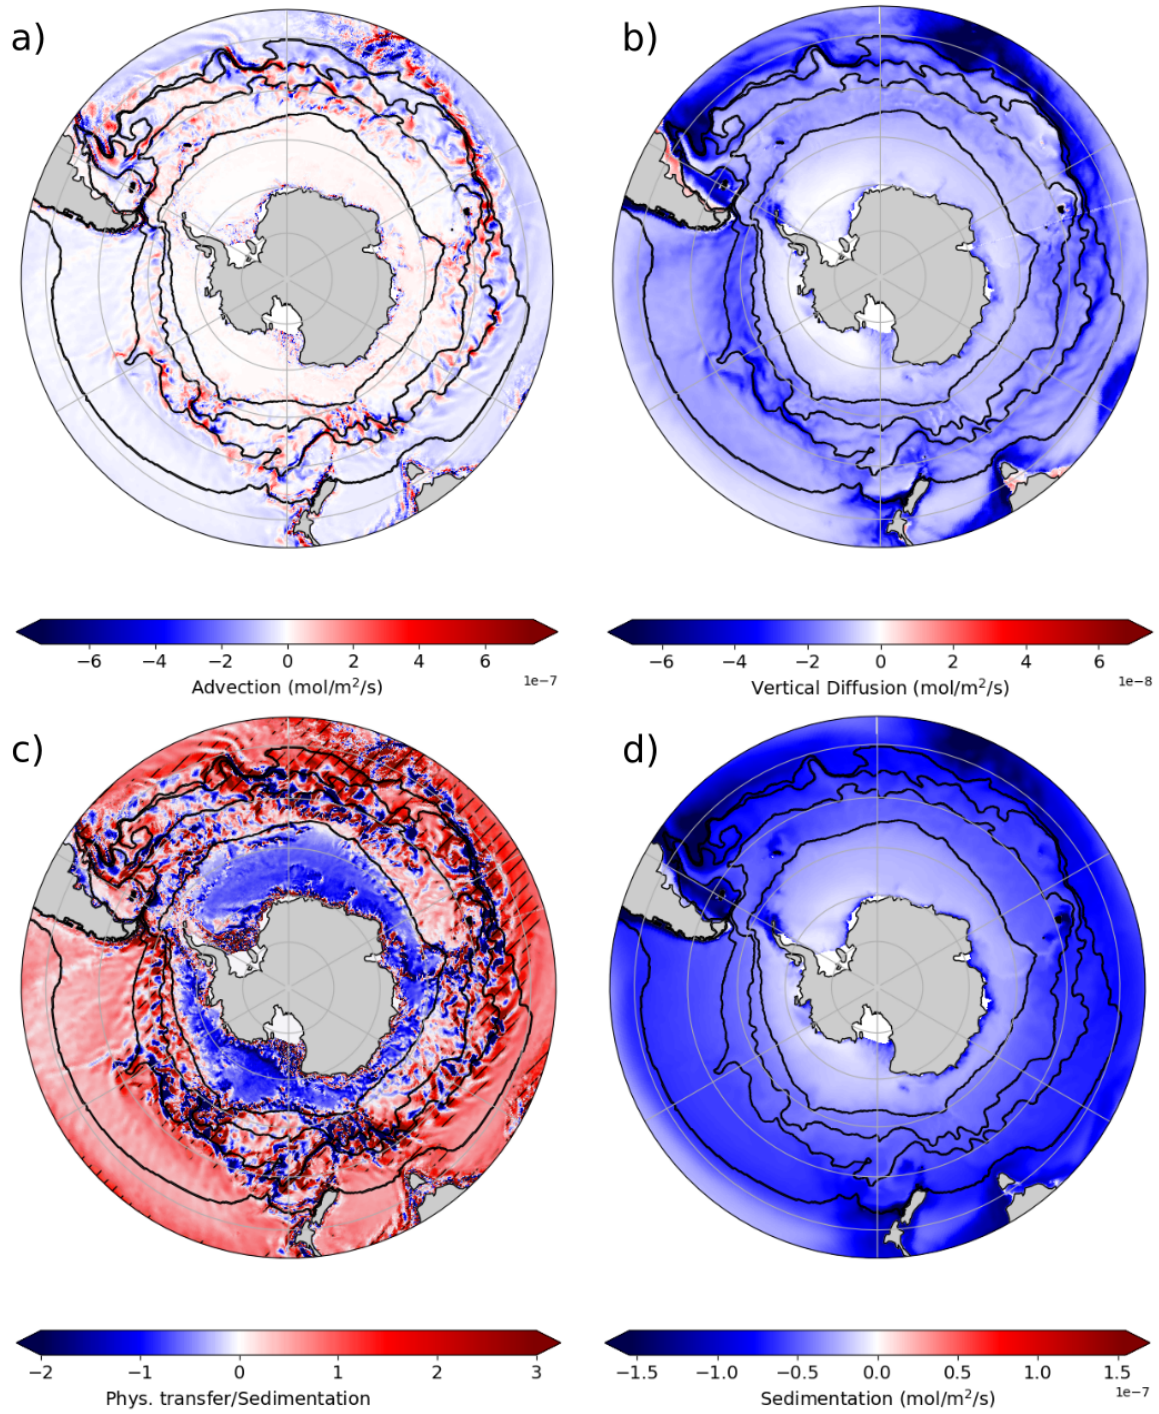 a)
b)
−6 −4 −2 0 2 4 6
1e−7
Advection (mol/m²/s)
−6 −4 −2 0 2 4 6
1e−8
Vertical Diffusion (mol/m²/s)
c)
d)
−2 −1 0 1 2 3
Phys. transfer/Sedimentation
−1.5 −1.0 −0.5 0.0 0.5 1.0 1.5
1e−7
Sedimentation (mol/m²/s)